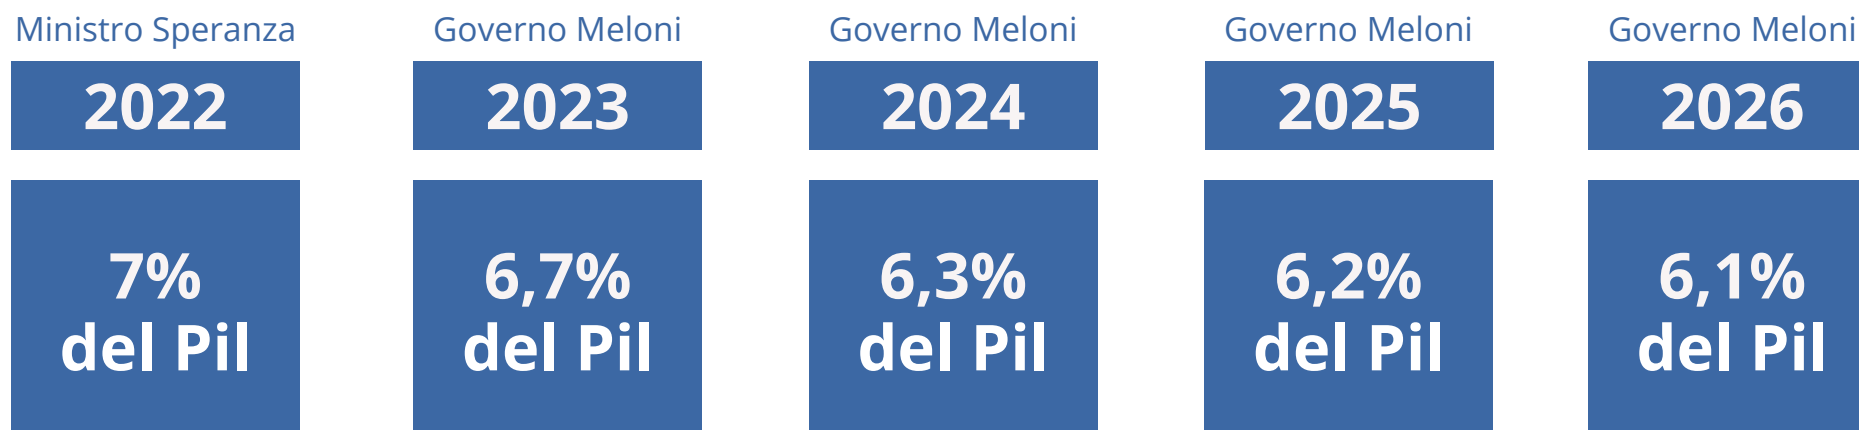 Ministro Speranza
Governo Meloni
Governo Meloni
Governo Meloni
Governo Meloni
2022
2023
2024
2025
2026
7%
del Pil
6,7%
del Pil
6,3%
del Pil
6,2%
del Pil
6,1%
del Pil